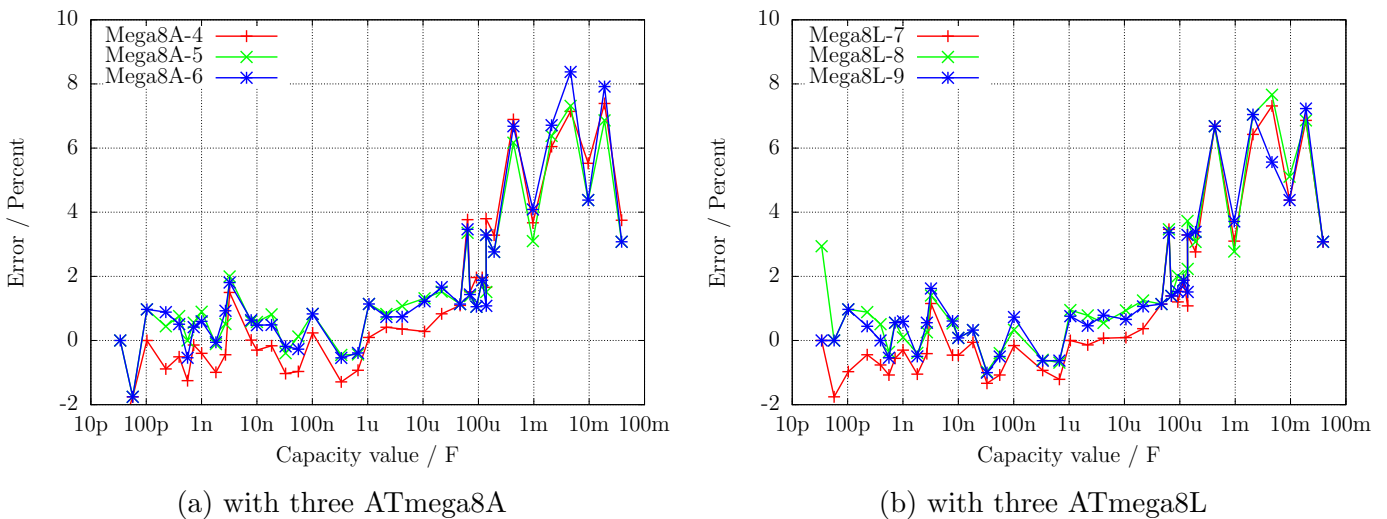 10
8
6
4
2
0
-2
Error / Percent
Mega8A-4
Mega8A-5
Mega8A-6
10p 100p 1n 10n 100n 1u 10u 100u 1m 10m 100m
Capacity value / F
(a) with three ATmega8A
10
8
6
4
2
0
-2
Error / Percent
Mega8L-7
Mega8L-8
Mega8L-9
10p 100p 1n 10n 100n 1u 10u 100u 1m 10m 100m
Capacity value / F
(b) with three ATmega8L